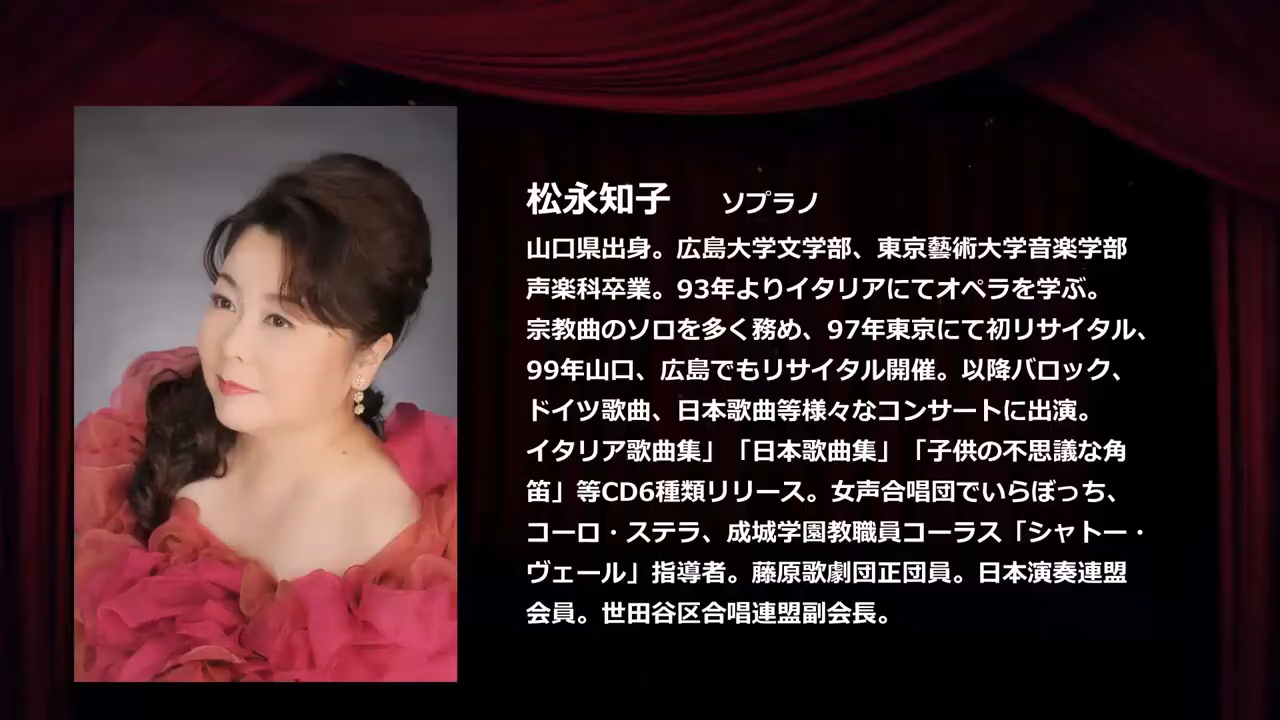 松永知子　ソプラノ
山口県出身。広島大学文学部、東京藝術大学音楽学部
声楽科卒業。93年よりイタリアにてオペラを学ぶ。
宗教曲のソロを多く務め、97年東京にて初リサイタル、
99年山口、広島でもリサイタル開催。以降バロック、
ドイツ歌曲、日本歌曲等様々なコンサートに出演。
イタリア歌曲集」「日本歌曲集」「子供の不思議な角
笛」等CD6種類リリース。女声合唱団でいらぼっち、
コーロ・ステラ、成城学園教職員コーラス「シャトー・
ヴェール」指導者。藤原歌劇団正団員。日本演奏連盟
会員。世田谷区合唱連盟副会長。